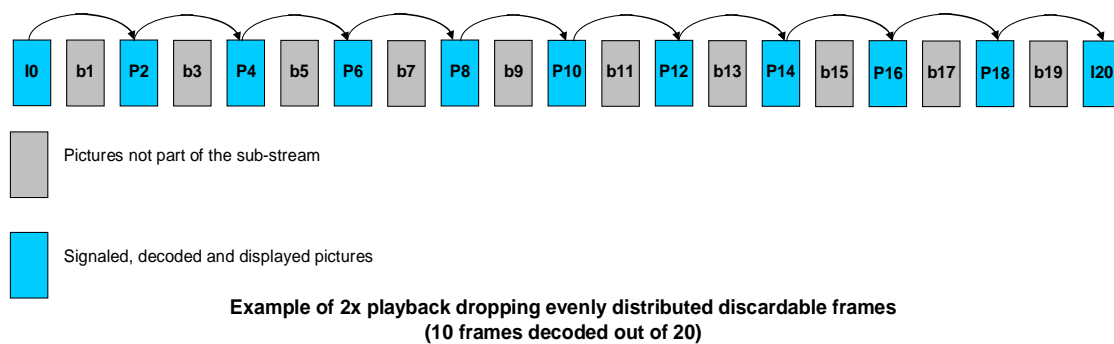 I0 b1 P2 b3 P4 b5 P6 b7 P8 b9 P10 b11 P12 b13 P14 b15 P16 b17 P18 b19 I20
Pictures not part of the sub-stream
Signaled, decoded and displayed pictures
Example of 2x playback dropping evenly distributed discardable frames
(10 frames decoded out of 20)